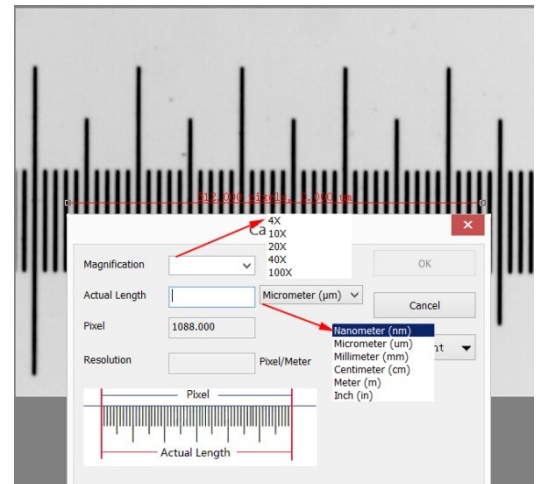 Ca
Magnification
4X
10X
20X
40X
100X
OK
Actual Length
Micrometer (µm)
Cancel
Pixel
1088.000
Nanometer (nm)
Micrometer (um)
Millimeter (mm)
Centimeter (cm)
Meter (m)
Inch (in)
Resolution
Pixel/Meter
Pixel
Actual Length